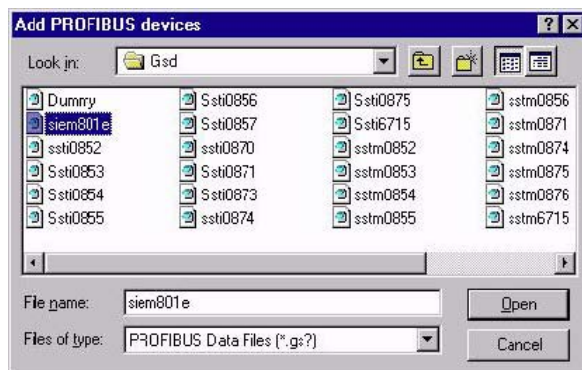 Add PROFIBUS devices
Look in: Gsd
Dummy
siem801e
ssti0852
Ssti0853
Ssti0854
Ssti0855
Ssti0856
Ssti0857
ssti0870
Ssti0871
Ssti0873
ssti0874
Ssti0875
Ssti6715
sstm0852
sstm0853
sstm0854
sstm0855
sstm0856
sstm0871
sstm0874
sstm0875
sstm0876
sstm6715
File name: siem801e
Open
Files of type: PROFIBUS Data Files (*.gs?)
Cancel